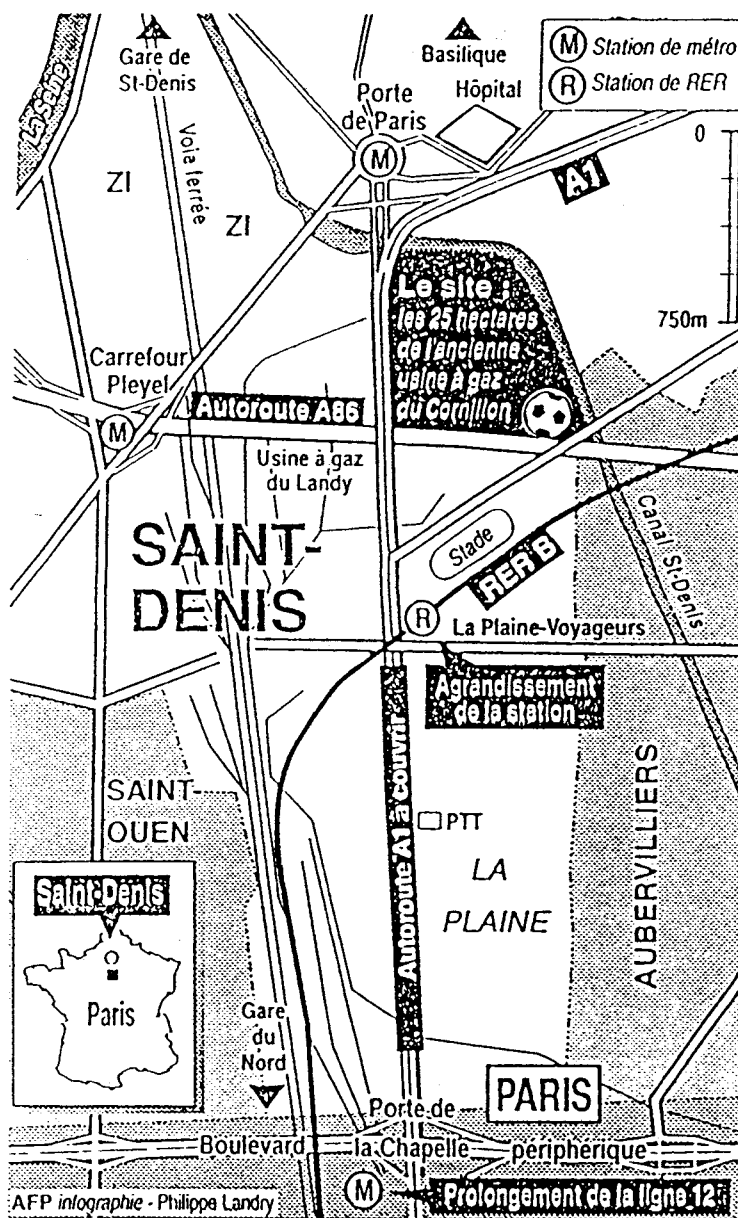 Gare de
St-Denis
Basilique
Hôpital
M Station de métro
R Station de RER
La Seine
Porte
de Paris
M
0
A1
ZI
Voie ferrée
ZI
Le site :
les 25 hectares
de l'ancienne
usine à gaz
du Cornillon
750m
Carrefour
Pleyel
M
Autoroute A86
Usine à gaz
du Landy
SAINT-
DENIS
Stade
RER B
Canal St-Denis
R
La Plaine-Voyageurs
Agrandissement
de la station
SAINT-
OUEN
Autoroute A1 à couvrir
PTT
LA
PLAINE
AUBERVILLIERS
Saint-Denis
Paris
Gare
du
Nord
PARIS
Porte de
la Chapelle
Boulevard
périphérique
M
Prolongement de la ligne 12
AFP infographie - Philippe Landry